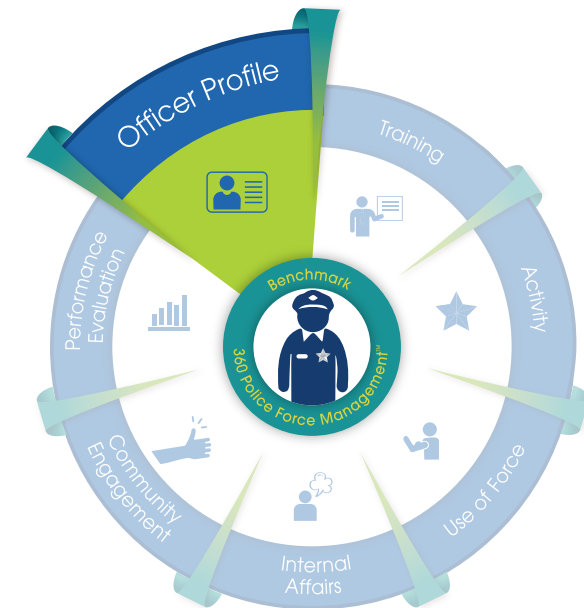 Officer Profile
Training
Activity
Use of Force
Internal
Affairs
Community
Engagement
Performance
Evaluation
Benchmark
360 Police Force Management™